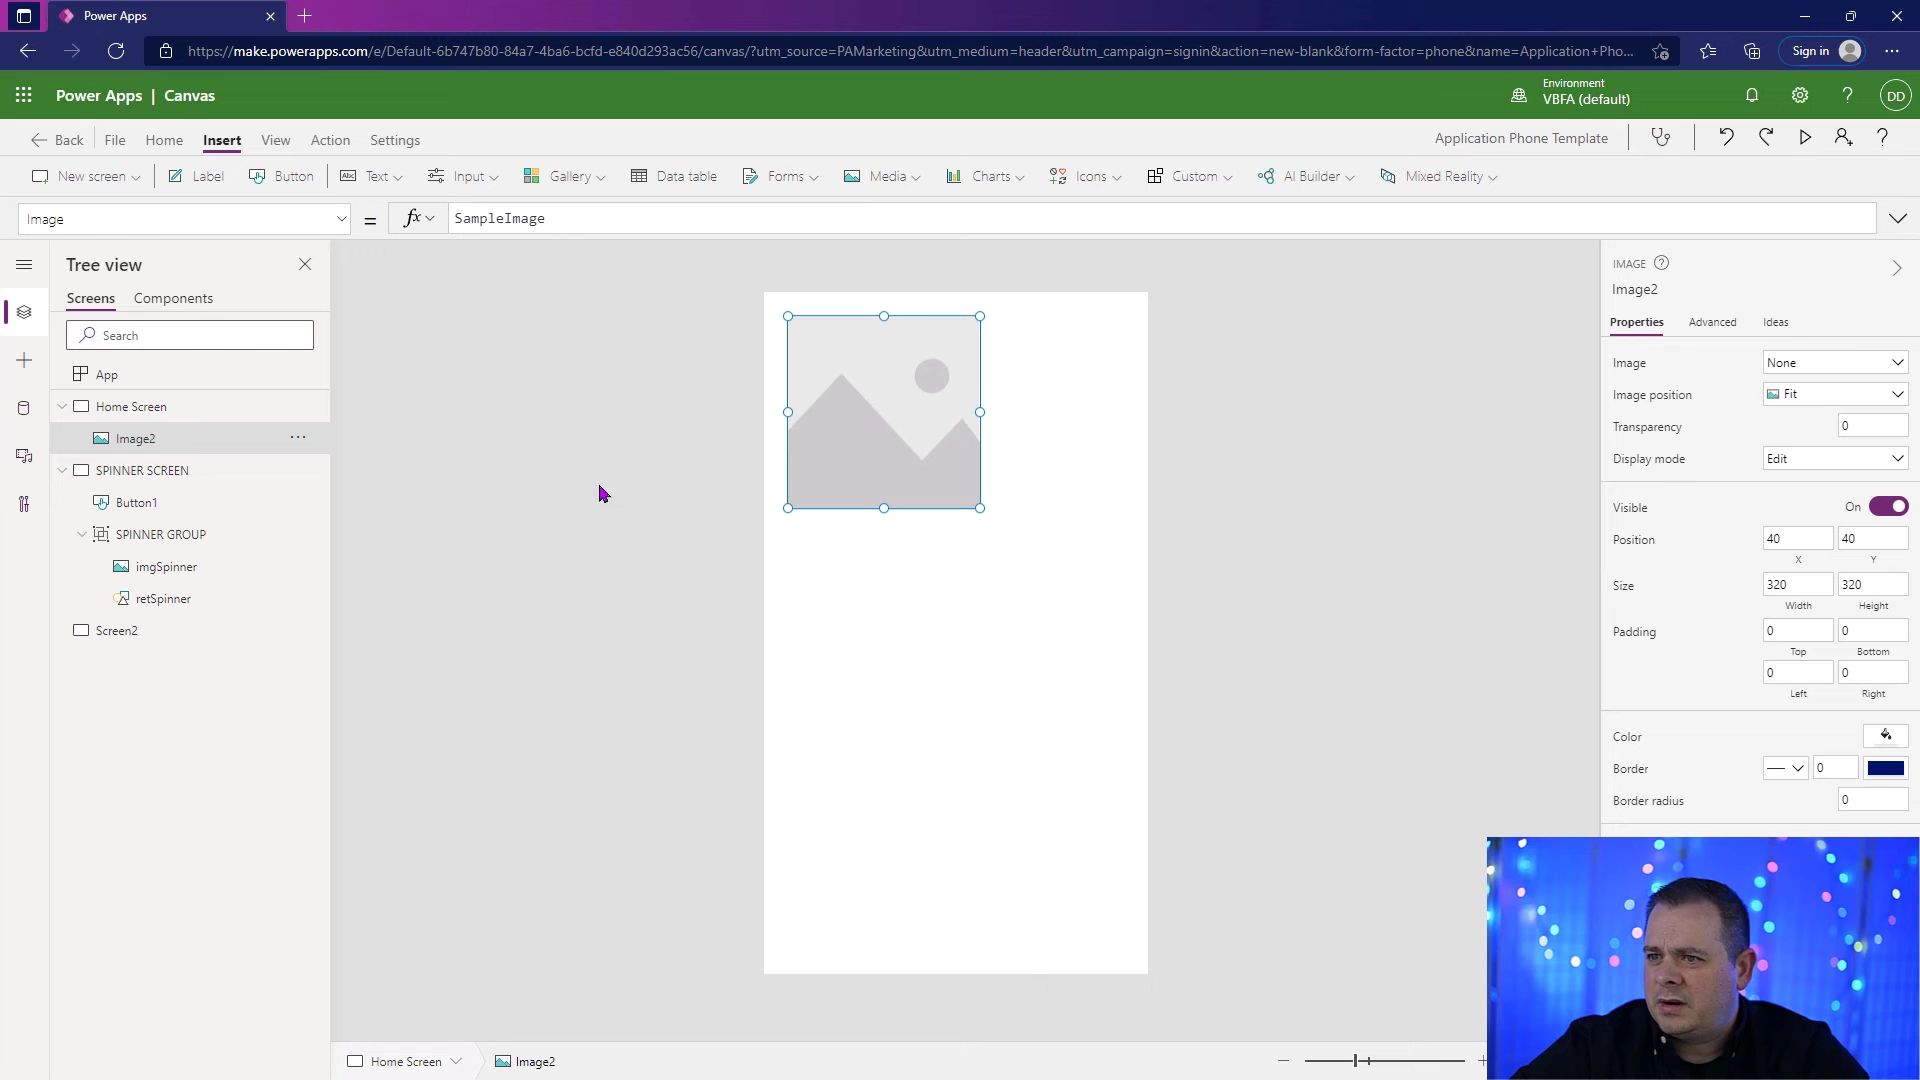 Power Apps
https://make.powerapps.com/e/Default-6b747b80-84a7-4ba6-bcfd-e840d293ac56/canvas/?utm_source=PAMarketing&utm_medium=header&utm_campaign=signin&action=new-blank&form-factor=phone&name=Application+Pho...
Sign in
Power Apps | Canvas
Environment
VBFA (default)
DD
Back File Home Insert View Action Settings
Application Phone Template
New screen Label Button Text Input Gallery Data table Forms Media Charts Icons Custom AI Builder Mixed Reality
Image = fx SampleImage
Tree view
Screens Components
Search
App
Home Screen
Image2 ...
SPINNER SCREEN
Button1
SPINNER GROUP
imgSpinner
retSpinner
Screen2
IMAGE
Image2
Properties Advanced Ideas
Image None
Image position Fit
Transparency 0
Display mode Edit
Visible On
Position 40 40
X Y
Size 320 320
Width Height
Padding 0 0
Top Bottom
0 0
Left Right
Color
Border 0
Border radius 0
Home Screen Image2